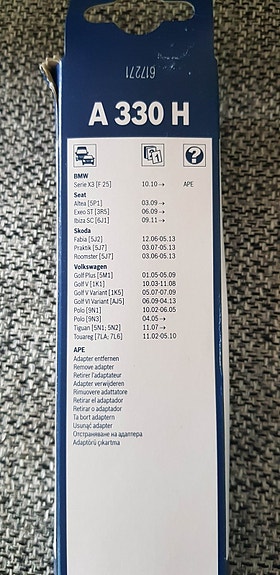 617271
A 330 H
BMW
Serie X3 [F 25] 10.10→ APE
Seat
Altea [5P1] 03.09→
Exeo ST [3R5] 06.09→
Ibiza SC [6J1] 09.11→
Skoda
Fabia [5J2] 12.06-05.13
Praktik [5J7] 03.07-05.13
Roomster [5J7] 03.06-05.13
Volkswagen
Golf Plus [5M1] 01.05-05.09
Golf V [1K1] 10.03-11.08
Golf V Variant [1K5] 05.07-07.09
Golf VI Variant [AJ5] 06.09-04.13
Polo [9N1] 10.02-06.05
Polo [9N3] 04.05→
Tiguan [5N1; 5N2] 11.07→
Touareg [7LA; 7L6] 11.02-05.10
APE
Adapter entfernen
Remove adapter
Retirer l'adaptateur
Adapter verwijderen
Rimuovere adattatore
Retirar el adaptador
Retirar o adaptador
Ta bort adaptern
Usunąć adapter
Отстраняване на адаптера
Adaptörü çıkartma